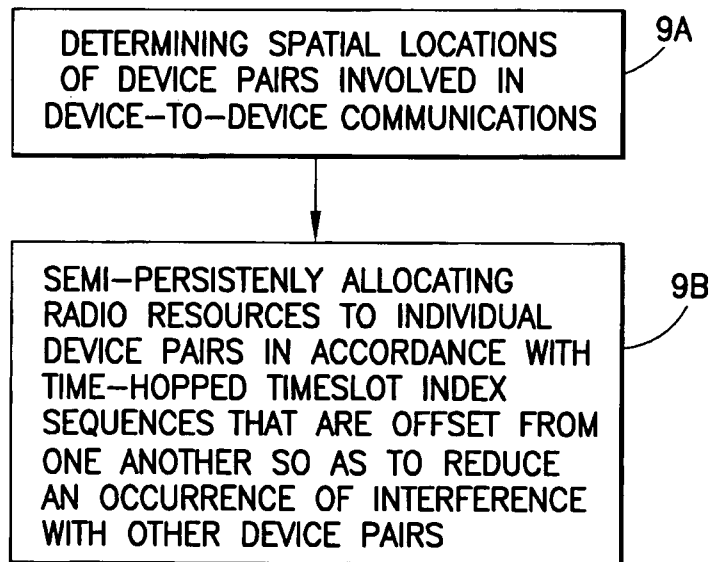 DETERMINING SPATIAL LOCATIONS
OF DEVICE PAIRS INVOLVED IN
DEVICE-TO-DEVICE COMMUNICATIONS
9A
SEMI-PERSISTENLY ALLOCATING
RADIO RESOURCES TO INDIVIDUAL
DEVICE PAIRS IN ACCORDANCE WITH
TIME-HOPPED TIMESLOT INDEX
SEQUENCES THAT ARE OFFSET FROM
ONE ANOTHER SO AS TO REDUCE
AN OCCURRENCE OF INTERFERENCE
WITH OTHER DEVICE PAIRS
9B